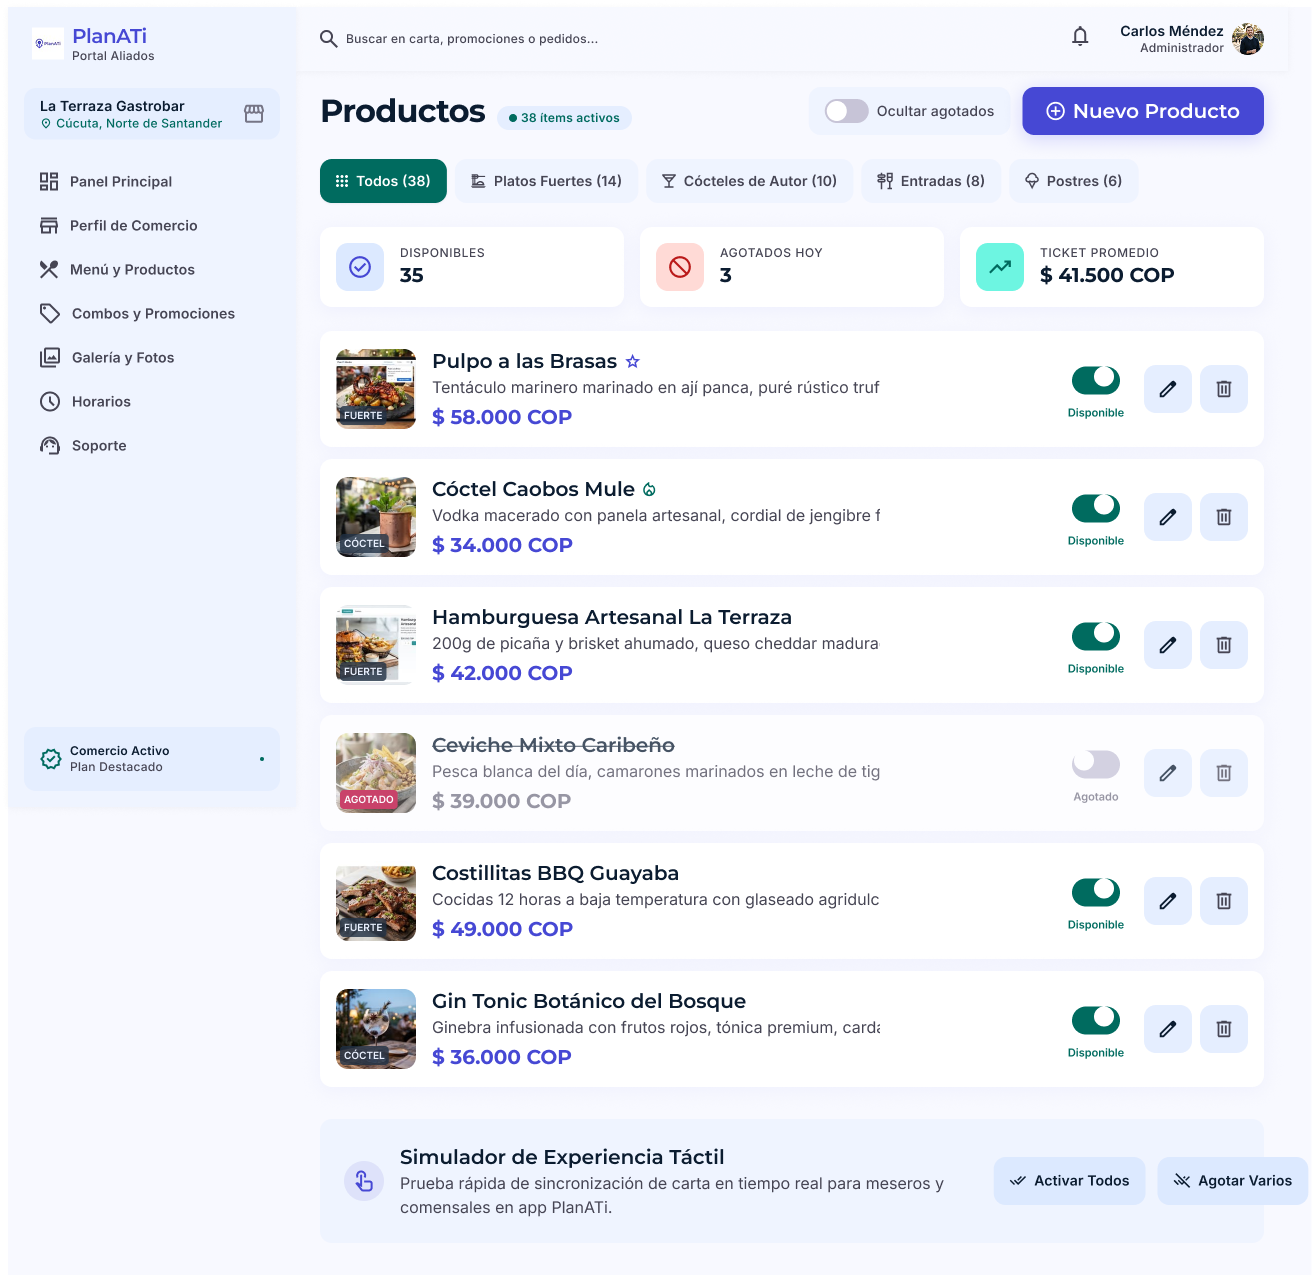 PlanATi
PlanATi
Portal Aliados
Buscar en carta, promociones o pedidos...
Carlos Méndez
Administrador
La Terraza Gastrobar
Cúcuta, Norte de Santander
Panel Principal
Perfil de Comercio
Menú y Productos
Combos y Promociones
Galería y Fotos
Horarios
Soporte
Comercio Activo
Plan Destacado
Productos
38 ítems activos
Ocultar agotados
Nuevo Producto
Todos (38)
Platos Fuertes (14)
Cócteles de Autor (10)
Entradas (8)
Postres (6)
DISPONIBLES
35
AGOTADOS HOY
3
TICKET PROMEDIO
$ 41.500 COP
FUERTE
Pulpo a las Brasas
Tentáculo marinero marinado en ají panca, puré rústico truf
$ 58.000 COP
Disponible
CÓCTEL
Cóctel Caobos Mule
Vodka macerado con panela artesanal, cordial de jengibre f
$ 34.000 COP
Disponible
FUERTE
Hamburguesa Artesanal La Terraza
200g de picaña y brisket ahumado, queso cheddar madura
$ 42.000 COP
Disponible
AGOTADO
Ceviche Mixto Caribeño
Pesca blanca del día, camarones marinados en leche de tig
$ 39.000 COP
Agotado
FUERTE
Costillitas BBQ Guayaba
Cocidas 12 horas a baja temperatura con glaseado agridulc
$ 49.000 COP
Disponible
CÓCTEL
Gin Tonic Botánico del Bosque
Ginebra infusionada con frutos rojos, tónica premium, carda
$ 36.000 COP
Disponible
Simulador de Experiencia Táctil
Prueba rápida de sincronización de carta en tiempo real para meseros y
comensales en app PlanATi.
Activar Todos
Agotar Varios